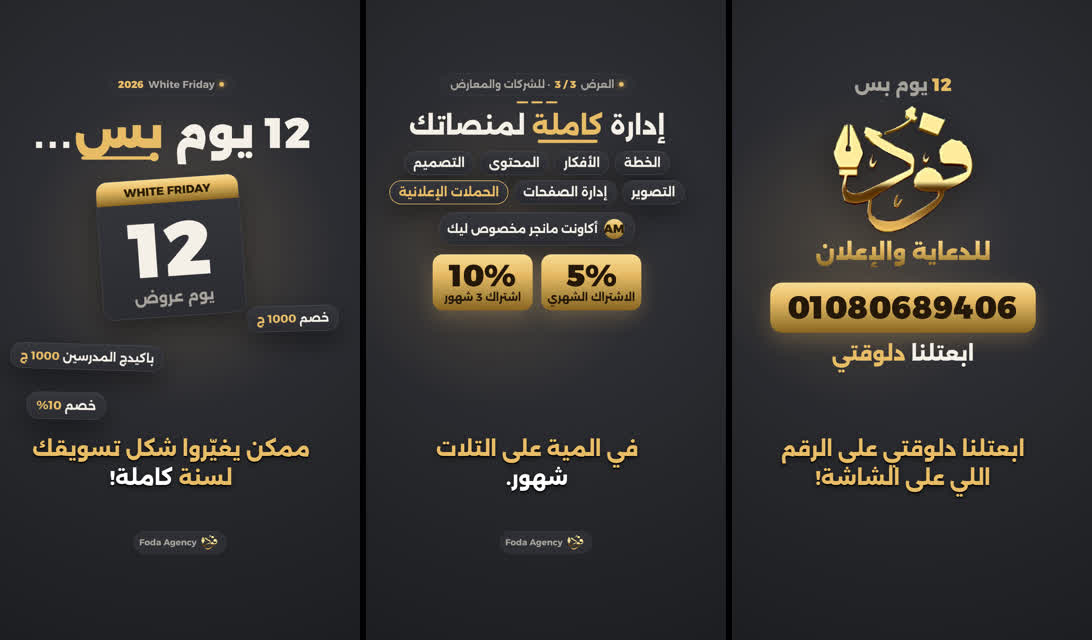 White Friday 2026
12 يوم بس...
WHITE FRIDAY
12
يوم عروض
خصم 1000 ج
باكيدج المدرسين 1000 ج
خصم 10%
ممكن يغيّروا شكل تسويقك
لسنة كاملة!
Foda Agency
العرض 3 / 3 · للشركات والمعارض
إدارة كاملة لمنصاتك
الخطة الأفكار المحتوى التصميم
التصوير إدارة الصفحات الحملات الإعلانية
AM أكاونت مانجر مخصوص ليك
5% 10%
الاشتراك الشهري اشتراك 3 شهور
في المية على التلات
شهور.
Foda Agency
12 يوم بس
فودة
للدعاية والإعلان
01080689406
ابعتلنا دلوقتي
ابعتلنا دلوقتي على الرقم
اللي على الشاشة!